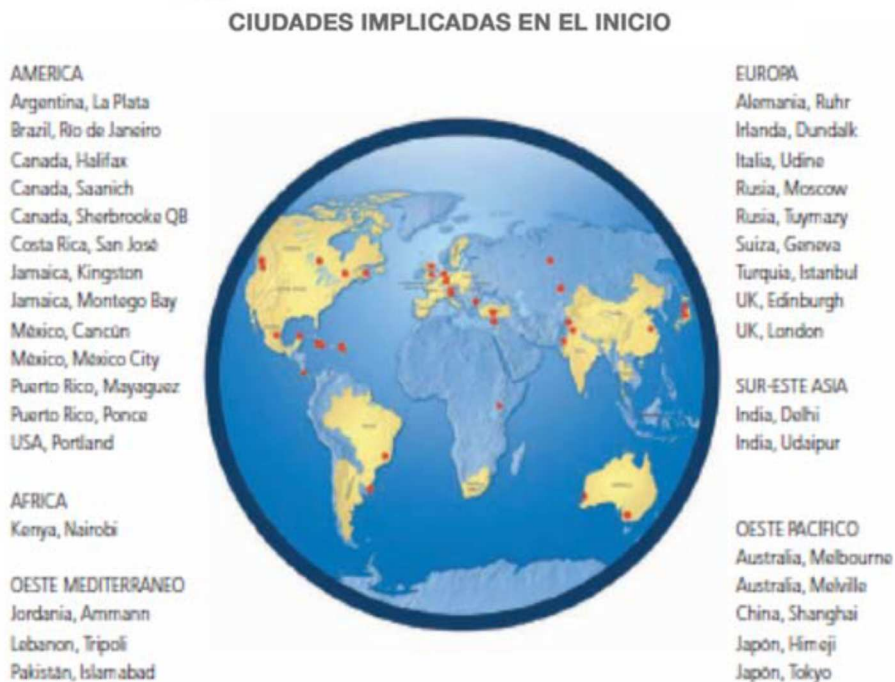 CIUDADES IMPLICADAS EN EL INICIO
AMERICA
Argentina, La Plata
Brazil, Rio de Janeiro
Canada, Halifax
Canada, Saanich
Canada, Sherbrooke QB
Costa Rica, San José
Jamaica, Kingston
Jamaica, Montego Bay
México, Cancún
México, México City
Puerto Rico, Mayaguez
Puerto Rico, Ponce
USA, Portland
AFRICA
Kenya, Nairobi
OESTE MEDITERRÁNEO
Jordania, Ammann
Lebanon, Tripoli
Pakistán, Islamabad
EUROPA
Alemania, Ruhr
Irlanda, Dundalk
Italia, Udine
Rusia, Moscow
Rusia, Tuymazy
Suiza, Geneva
Turquia, Istanbul
UK, Edinburgh
UK, London
SUR-ESTE ASIA
India, Delhi
India, Udaipur
OESTE PACIFICO
Australia, Melbourne
Australia, Melville
China, Shanghai
Japón, Himeji
Japón, Tokyo